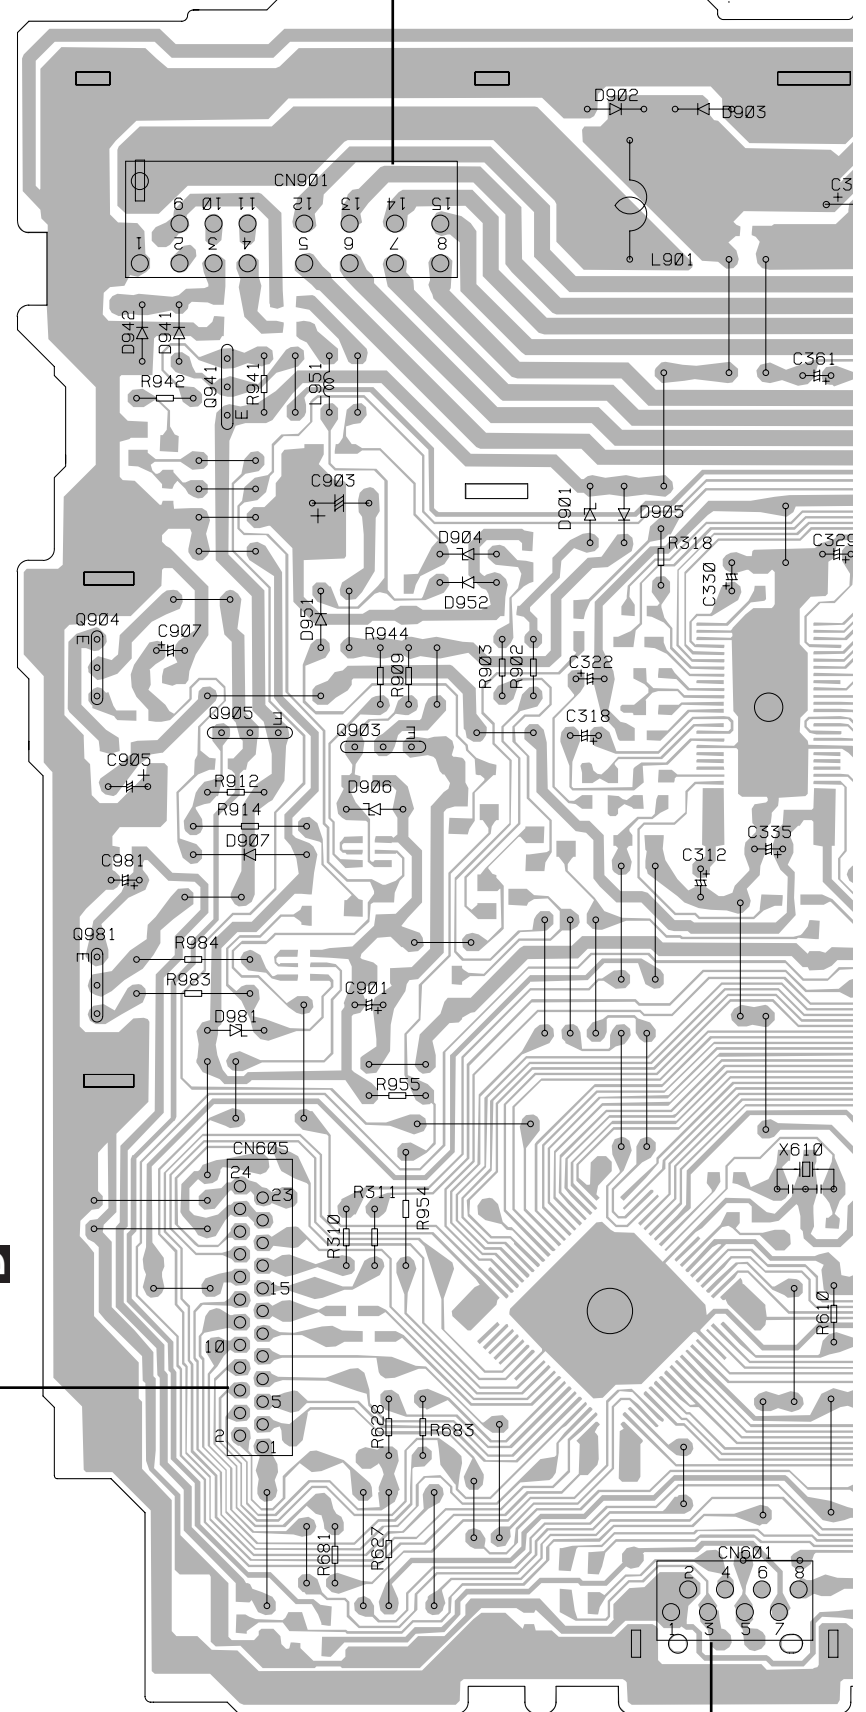 D902
D903
CN901
9 10 11 12 13 14 15
1 2 3 4 5 6 7 8
L901
D942
D941
C361
R942
Q941
E
R941
L951
C903
+
D901
D905
D904
R318
C329
C330
D952
Q904
E
C907
D951
R944
R909
R903
R902
C322
Q905
E
Q903
E
C318
C905
+
R912
D906
R914
D907
C335
C981
C312
Q981
E
R984
R983
C901
D981
R955
CN605
X610
24
23
R311
R954
R310
15
R610
10
5
R628
R683
2
1
R681
R627
CN601
2 4 6 8
1 3 5 7